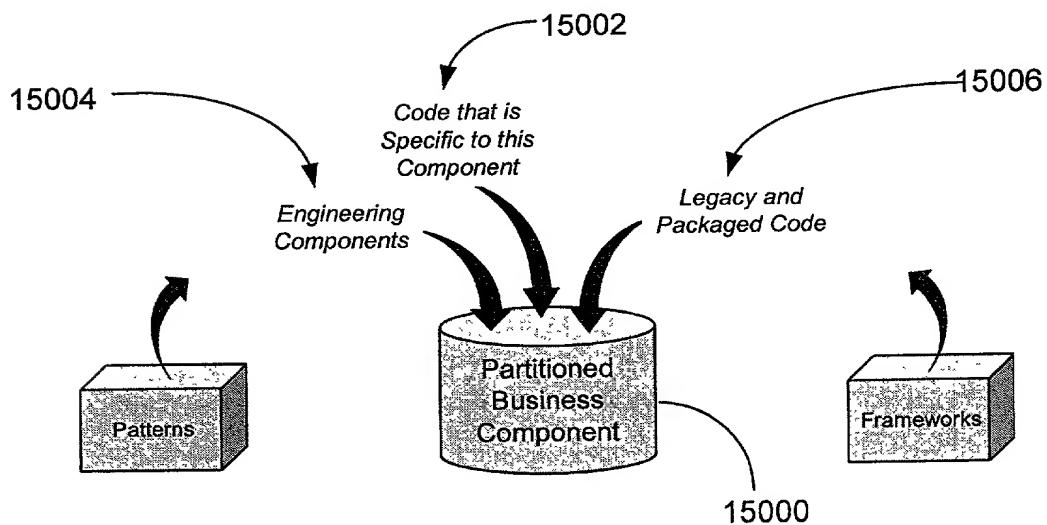 15002
15004
15006
Code that is
Specific to this
Component
Engineering
Components
Legacy and
Packaged Code
Partitioned
Business
Component
Patterns
Frameworks
15000